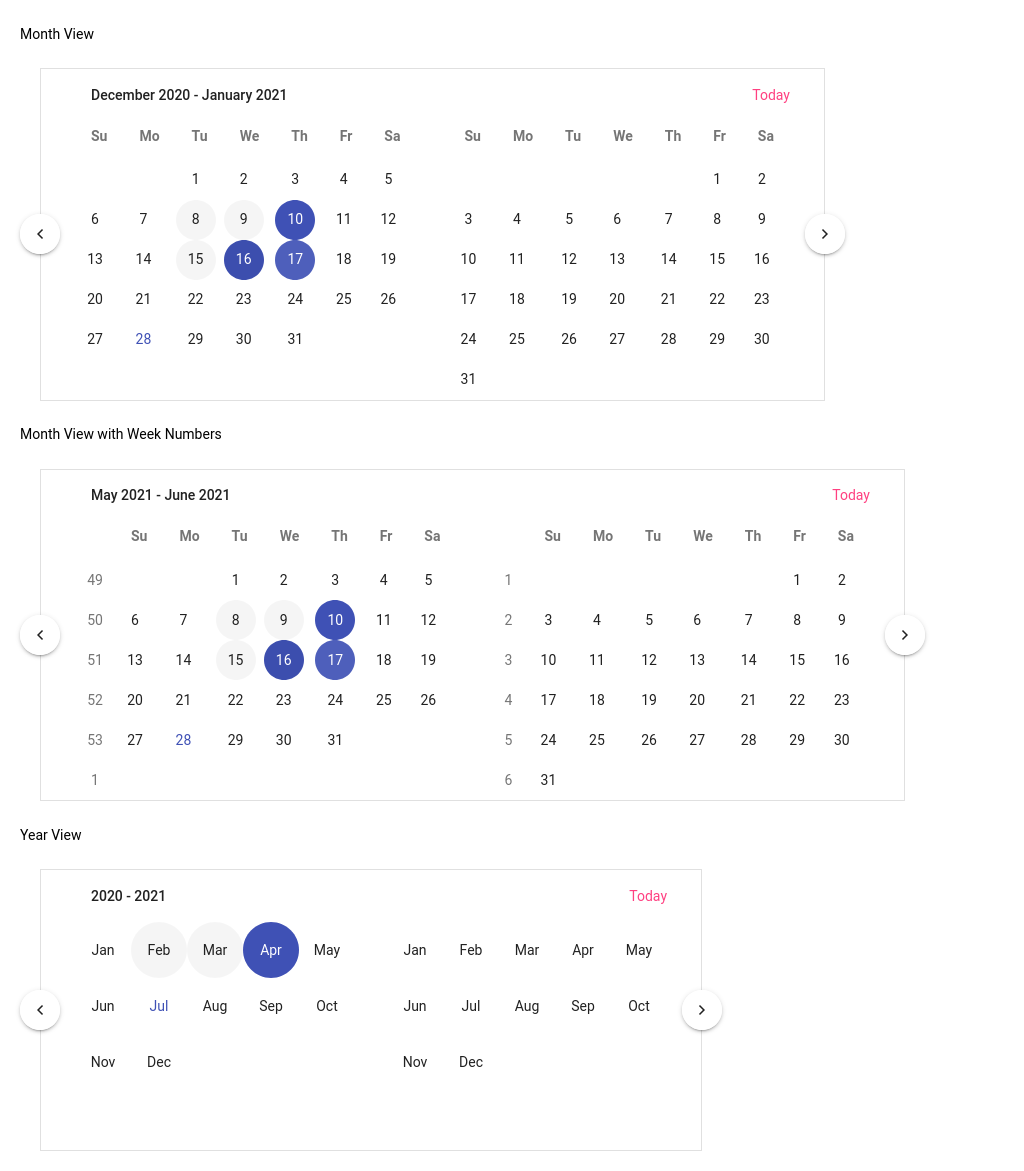 Month View
December 2020 - January 2021 Today
Su Mo Tu We Th Fr Sa Su Mo Tu We Th Fr Sa
1 2 3 4 5 1 2
6 7 8 9 10 11 12 3 4 5 6 7 8 9
13 14 15 16 17 18 19 10 11 12 13 14 15 16
20 21 22 23 24 25 26 17 18 19 20 21 22 23
27 28 29 30 31 24 25 26 27 28 29 30
31
Month View with Week Numbers
May 2021 - June 2021 Today
Su Mo Tu We Th Fr Sa Su Mo Tu We Th Fr Sa
49 1 2 3 4 5 1 1 2
50 6 7 8 9 10 11 12 2 3 4 5 6 7 8 9
51 13 14 15 16 17 18 19 3 10 11 12 13 14 15 16
52 20 21 22 23 24 25 26 4 17 18 19 20 21 22 23
53 27 28 29 30 31 5 24 25 26 27 28 29 30
1 6 31
Year View
2020 - 2021 Today
Jan Feb Mar Apr May Jan Feb Mar Apr May
Jun Jul Aug Sep Oct Jun Jul Aug Sep Oct
Nov Dec Nov Dec